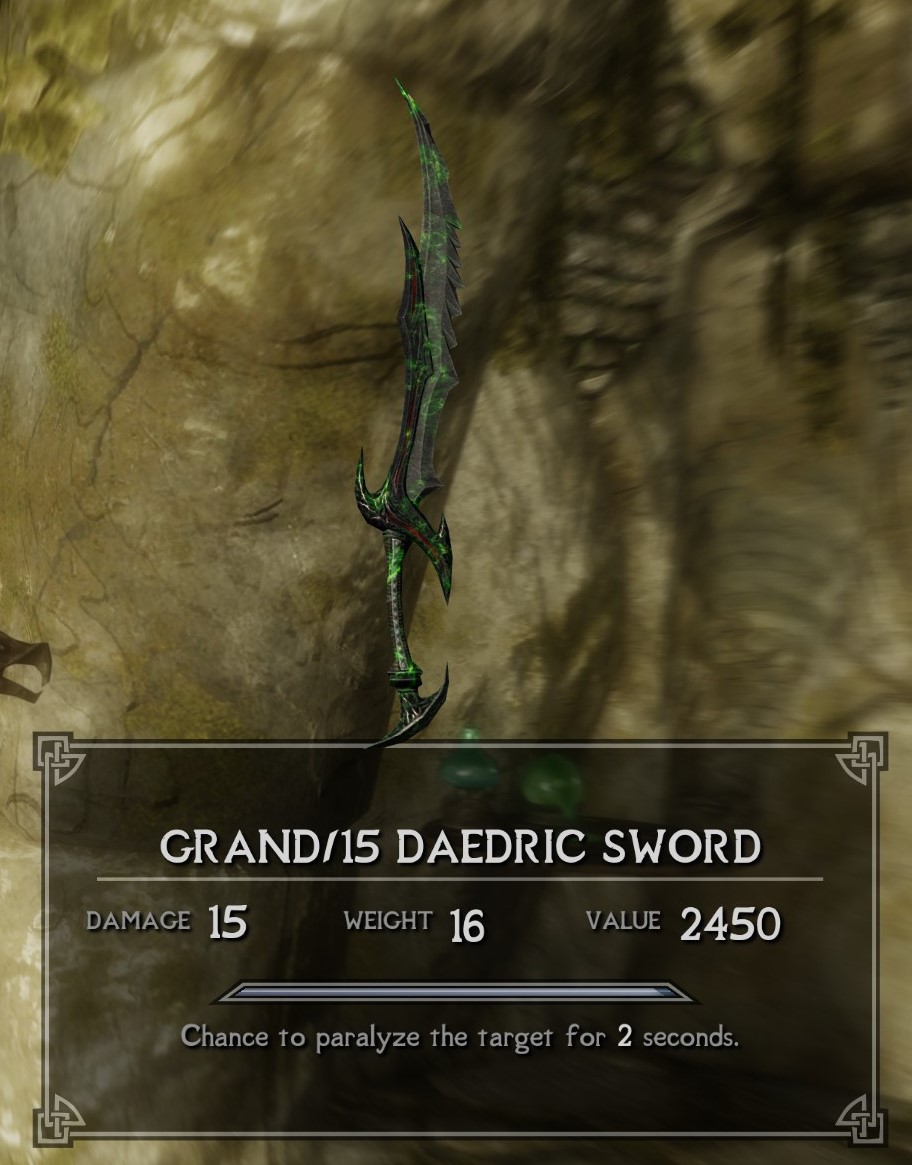 GRAND/15 DAEDRIC SWORD
DAMAGE 15 WEIGHT 16 VALUE 2450
Chance to paralyze the target for 2 seconds.